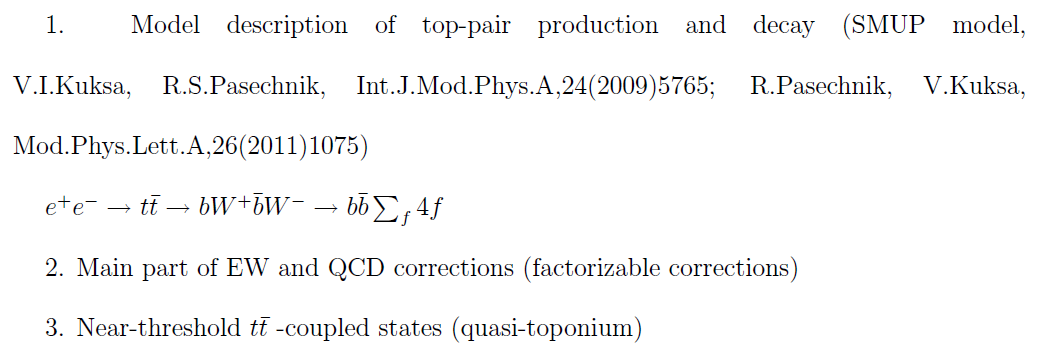 1. Model description of top-pair production and decay (SMUP model,
V.I.Kuksa, R.S.Pasechnik, Int.J.Mod.Phys.A,24(2009)5765; R.Pasechnik, V.Kuksa,
Mod.Phys.Lett.A,26(2011)1075)
e⁺e⁻ → tt̄ → bW⁺b̄W⁻ → bb̄ ∑_f 4f
2. Main part of EW and QCD corrections (factorizable corrections)
3. Near-threshold tt̄ -coupled states (quasi-toponium)